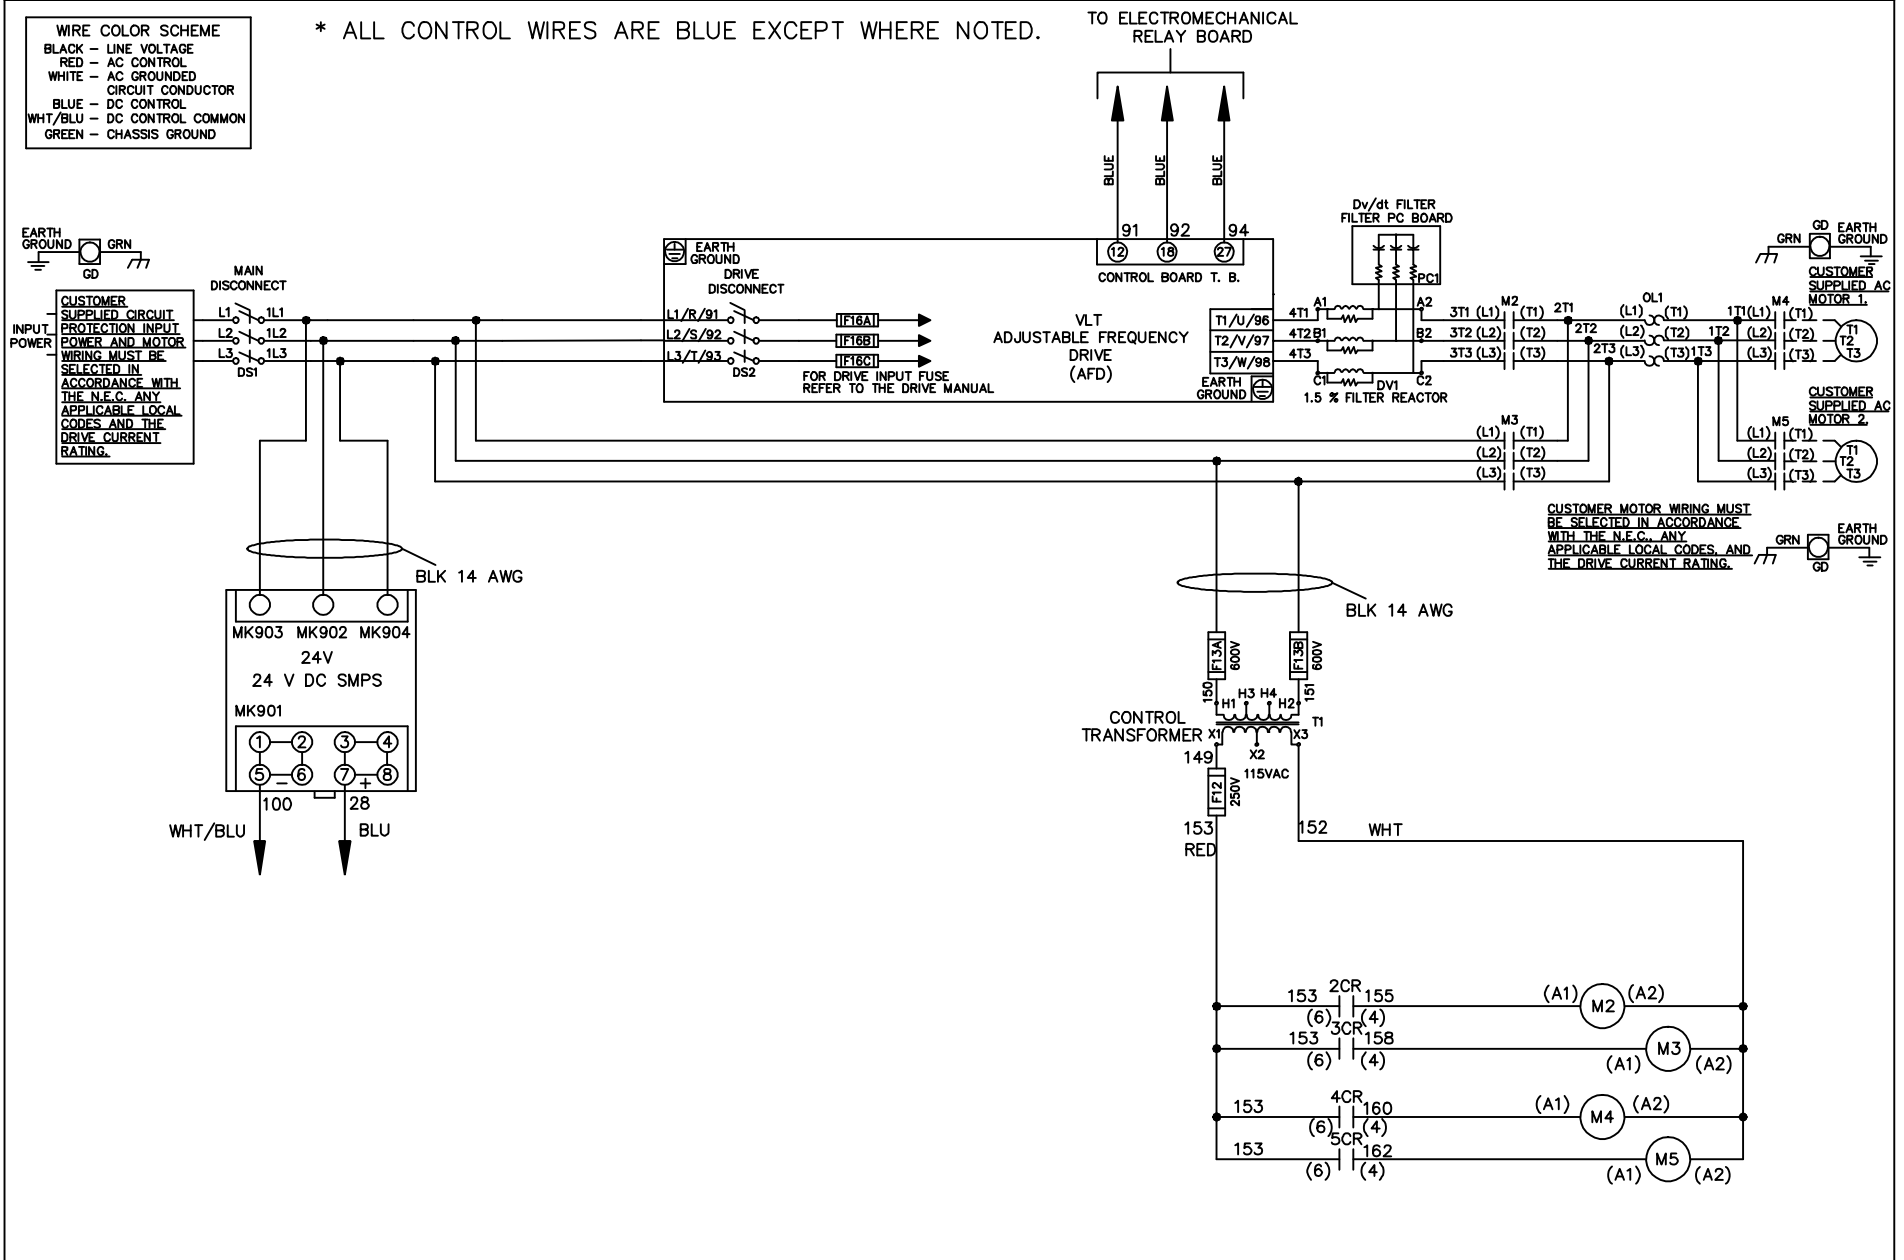 WIRE COLOR SCHEME
BLACK – LINE VOLTAGE
RED – AC CONTROL
WHITE – AC GROUNDED
CIRCUIT CONDUCTOR
BLUE – DC CONTROL
WHT/BLU – DC CONTROL COMMON
GREEN – CHASSIS GROUND
* ALL CONTROL WIRES ARE BLUE EXCEPT WHERE NOTED.
TO ELECTROMECHANICAL
RELAY BOARD
BLUE
BLUE
BLUE
91
92
94
12
18
27
CONTROL BOARD T. B.
EARTH
GROUND
GRN
GD
INPUT
POWER
CUSTOMER
SUPPLIED CIRCUIT
PROTECTION INPUT
POWER AND MOTOR
WIRING MUST BE
SELECTED IN
ACCORDANCE WITH
THE N.E.C. ANY
APPLICABLE LOCAL
CODES AND THE
DRIVE CURRENT
RATING.
MAIN
DISCONNECT
L1 1L1
L2 1L2
L3 1L3
DS1
EARTH
GROUND
DRIVE
DISCONNECT
L1/R/91
L2/S/92
L3/T/93
DS2
F16A
F16B
F16C
FOR DRIVE INPUT FUSE
REFER TO THE DRIVE MANUAL
VLT
ADJUSTABLE FREQUENCY
DRIVE
(AFD)
T1/U/96
T2/V/97
T3/W/98
EARTH
GROUND
4T1
4T2
4T3
Dv/dt FILTER
FILTER PC BOARD
PC1
A1 A2
B1 B2
C1 C2
DV1
1.5 % FILTER REACTOR
M2
3T1 (L1) (T1)
3T2 (L2) (T2)
3T3 (L3) (T3)
2T1
2T2
2T3
OL1
(L1) (T1)
(L2) (T2)
(L3) (T3)
1T1
1T2
1T3
M4
(L1) (T1)
(L2) (T2)
(L3) (T3)
T1
T2
T3
GD
GRN
EARTH
GROUND
CUSTOMER
SUPPLIED AC
MOTOR 1.
M3
(L1) (T1)
(L2) (T2)
(L3) (T3)
CUSTOMER
SUPPLIED AC
MOTOR 2.
M5
(L1) (T1)
(L2) (T2)
(L3) (T3)
T1
T2
T3
CUSTOMER MOTOR WIRING MUST
BE SELECTED IN ACCORDANCE
WITH THE N.E.C., ANY
APPLICABLE LOCAL CODES, AND
THE DRIVE CURRENT RATING.
GRN
EARTH
GROUND
GD
BLK 14 AWG
MK903 MK902 MK904
24V
24 V DC SMPS
MK901
1 2 3 4
5 – 6 7 + 8
100
28
WHT/BLU
BLU
BLK 14 AWG
F13A
600V
F13B
600V
150
151
H1 H3 H4 H2
CONTROL
TRANSFORMER
T1
X1 X2 X3
115VAC
149
F12
250V
153
RED
152
WHT
153 2CR 155
(6) (4)
(A1) M2 (A2)
153 3CR 158
(6) (4)
(A1) M3 (A2)
153 4CR 160
(6) (4)
(A1) M4 (A2)
153 5CR 162
(6) (4)
(A1) M5 (A2)